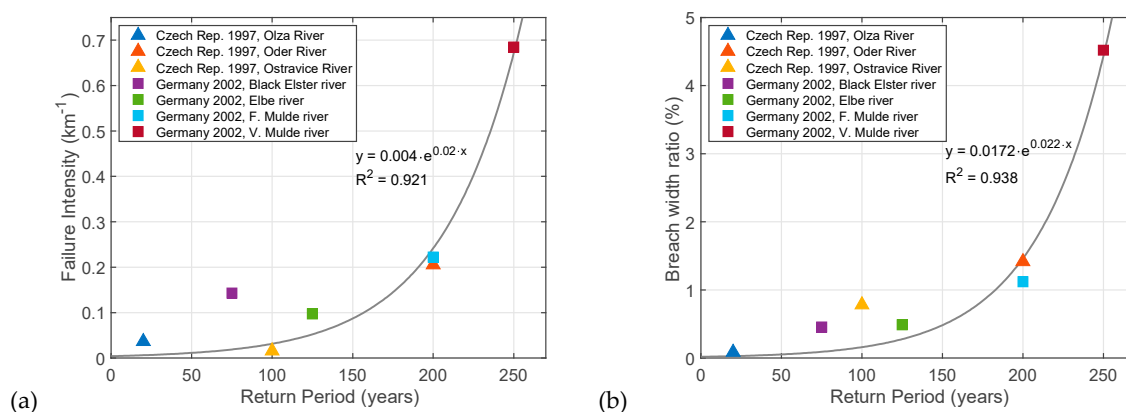 0.7
0.6
0.5
0.4
0.3
0.2
0.1
0
Failure Intensity (km⁻¹)
Czech Rep. 1997, Olza River
Czech Rep. 1997, Oder River
Czech Rep. 1997, Ostravice River
Germany 2002, Black Elster river
Germany 2002, Elbe river
Germany 2002, F. Mulde river
Germany 2002, V. Mulde river
y = 0.004·e^0.02·x
R² = 0.921
0 50 100 150 200 250
Return Period (years)
(a)
5
4
3
2
1
0
Breach width ratio (%)
Czech Rep. 1997, Olza River
Czech Rep. 1997, Oder River
Czech Rep. 1997, Ostravice River
Germany 2002, Black Elster river
Germany 2002, Elbe river
Germany 2002, F. Mulde river
Germany 2002, V. Mulde river
y = 0.0172·e^0.022·x
R² = 0.938
0 50 100 150 200 250
Return Period (years)
(b)